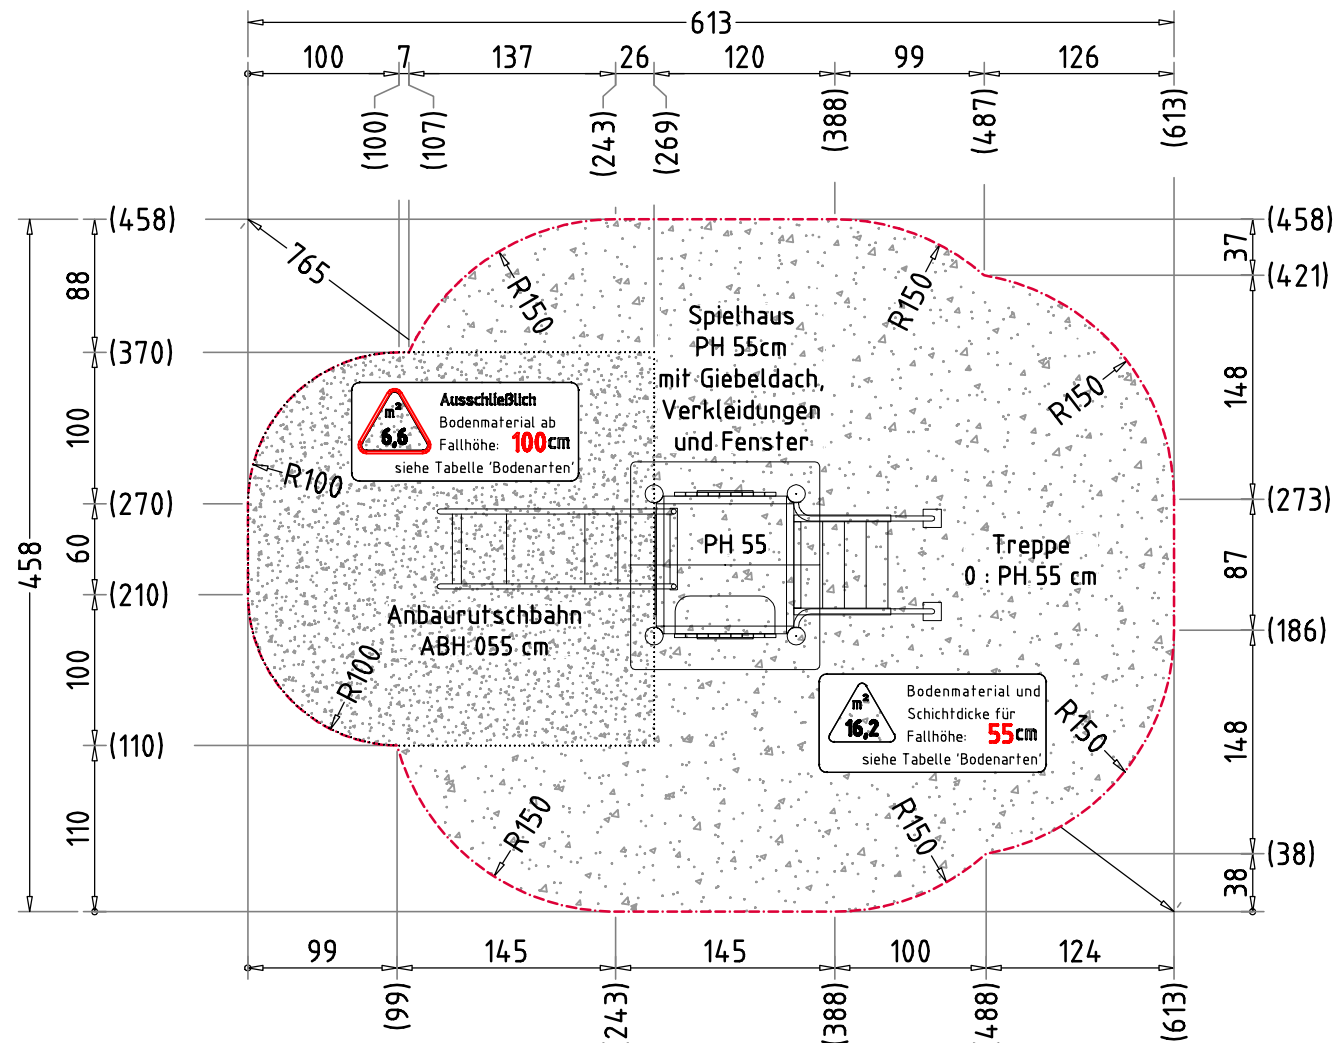 613
100
7
137
26
120
99
126
(100)
(107)
(243)
(269)
(388)
(487)
(613)
(458)
(458)
37
88
765
(421)
R150
R150
Spielhaus
PH 55cm
mit Giebeldach,
Verkleidungen
und Fenster
(370)
R150
148
100
m²
6,6
Ausschließlich
Bodenmaterial ab
Fallhöhe: 100cm
siehe Tabelle 'Bodenarten'
R100
(270)
(273)
458
60
PH 55
Treppe
0 : PH 55 cm
87
(210)
Anbaurutschbahn
ABH 055 cm
(186)
100
R100
m²
16,2
Bodenmaterial und
Schichtdicke für
Fallhöhe: 55cm
siehe Tabelle 'Bodenarten'
R150
148
(110)
110
R150
R150
(38)
38
99
145
145
100
124
(99)
(243)
(388)
(488)
(613)